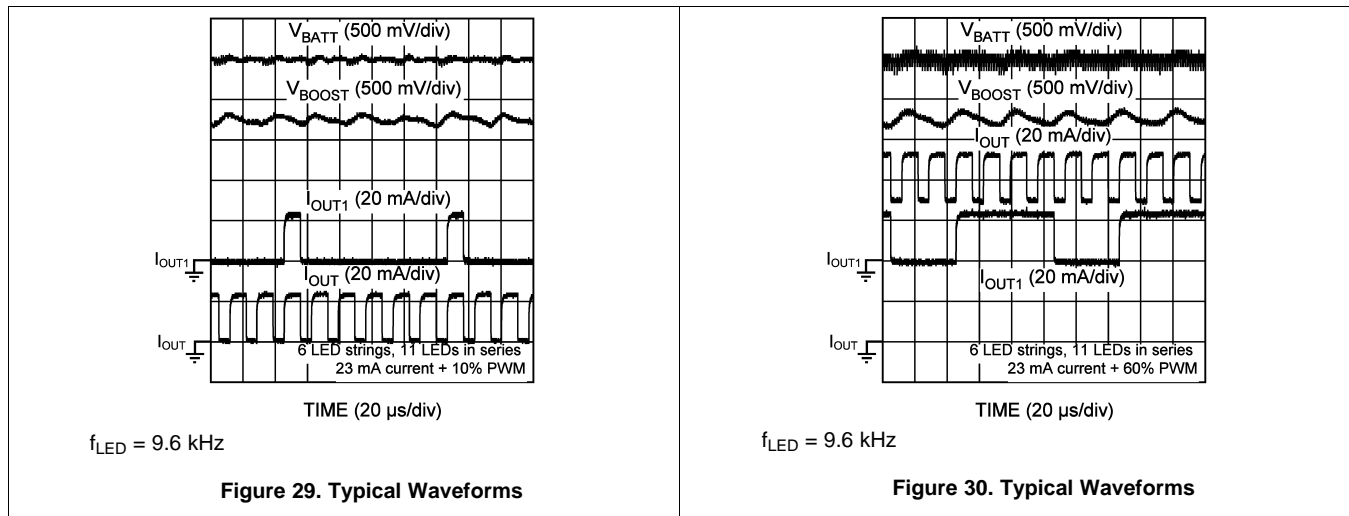 VBATT (500 mV/div)
VBOOST (500 mV/div)
IOUT1 (20 mA/div)
IOUT1
IOUT (20 mA/div)
IOUT
6 LED strings, 11 LEDs in series
23 mA current + 10% PWM
TIME (20 µs/div)
fLED = 9.6 kHz
Figure 29. Typical Waveforms
VBATT (500 mV/div)
VBOOST (500 mV/div)
IOUT (20 mA/div)
IOUT1
IOUT1 (20 mA/div)
IOUT
6 LED strings, 11 LEDs in series
23 mA current + 60% PWM
TIME (20 µs/div)
fLED = 9.6 kHz
Figure 30. Typical Waveforms